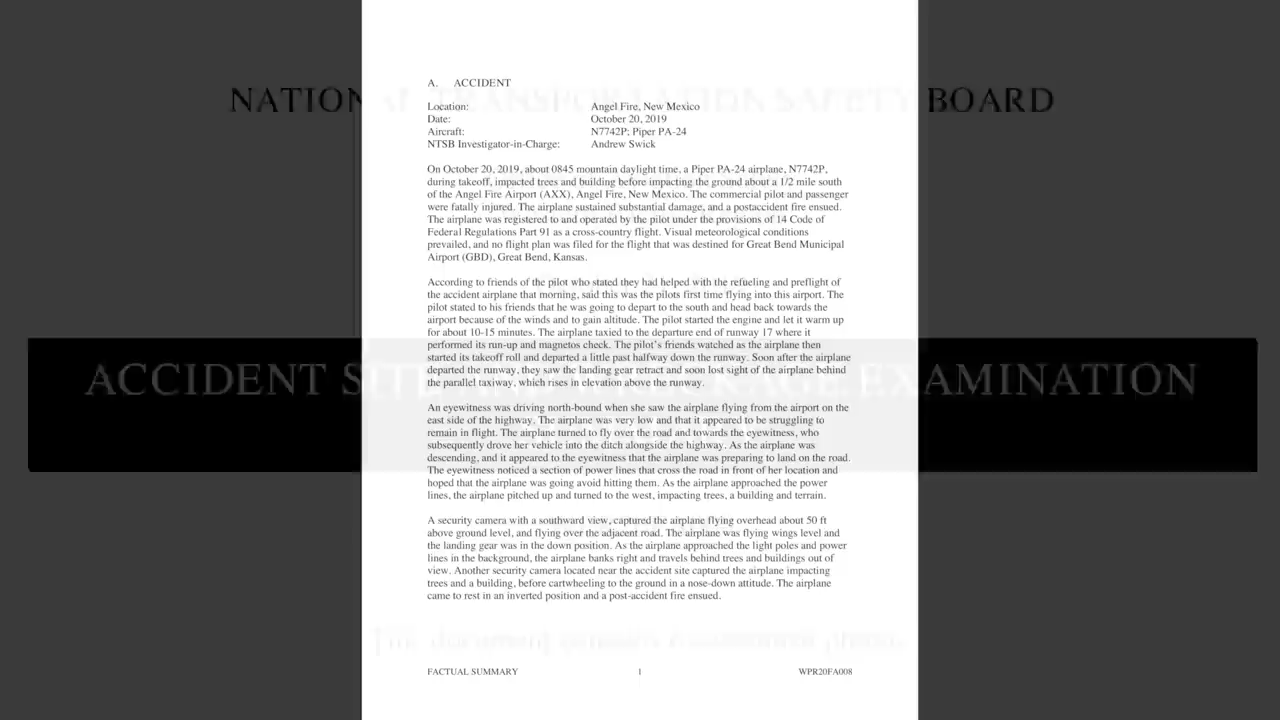 NATIONAL TRANSPORTATION SAFETY BOARD
A. ACCIDENT
Location: Angel Fire, New Mexico
Date: October 20, 2019
Aircraft: N7742P; Piper PA-24
NTSB Investigator-in-Charge: Andrew Swick
On October 20, 2019, about 0845 mountain daylight time, a Piper PA-24 airplane, N7742P,
during takeoff, impacted trees and building before impacting the ground about a 1/2 mile south
of the Angel Fire Airport (AXX), Angel Fire, New Mexico. The commercial pilot and passenger
were fatally injured. The airplane sustained substantial damage, and a postaccident fire ensued.
The airplane was registered to and operated by the pilot under the provisions of 14 Code of
Federal Regulations Part 91 as a cross-country flight. Visual meteorological conditions
prevailed, and no flight plan was filed for the flight that was destined for Great Bend Municipal
Airport (GBD), Great Bend, Kansas.
According to friends of the pilot who stated they had helped with the refueling and preflight of
the accident airplane that morning, said this was the pilots first time flying into this airport. The
pilot stated to his friends that he was going to depart to the south and head back towards the
airport because of the winds and to gain altitude. The pilot started the engine and let it warm up
for about 10-15 minutes. The airplane taxied to the departure end of runway 17 where it
performed its run-up and magnetos check. The pilot's friends watched as the airplane then
started its takeoff roll and departed a little past halfway down the runway. Soon after the airplane
departed the runway, they saw the landing gear retract and soon lost sight of the airplane behind
the parallel taxiway, which rises in elevation above the runway.
ACCIDENT SITE AND WRECKAGE EXAMINATION
An eyewitness was driving north-bound when she saw the airplane flying from the airport on the
east side of the highway. The airplane was very low and that it appeared to be struggling to
remain in flight. The airplane turned to fly over the road and towards the eyewitness, who
subsequently drove her vehicle into the ditch alongside the highway. As the airplane was
descending, and it appeared to the eyewitness that the airplane was preparing to land on the road.
The eyewitness noticed a section of power lines that cross the road in front of her location and
hoped that the airplane was going avoid hitting them. As the airplane approached the power
lines, the airplane pitched up and turned to the west, impacting trees, a building and terrain.
A security camera with a southward view, captured the airplane flying overhead about 50 ft
above ground level, and flying over the adjacent road. The airplane was flying wings level and
the landing gear was in the down position. As the airplane approached the light poles and power
lines in the background, the airplane banks right and travels behind trees and buildings out of
view. Another security camera located near the accident site captured the airplane impacting
trees and a building, before cartwheeling to the ground in a nose-down attitude. The airplane
came to rest in an inverted position and a post-accident fire ensued.
FACTUAL SUMMARY 1 WPR20FA008